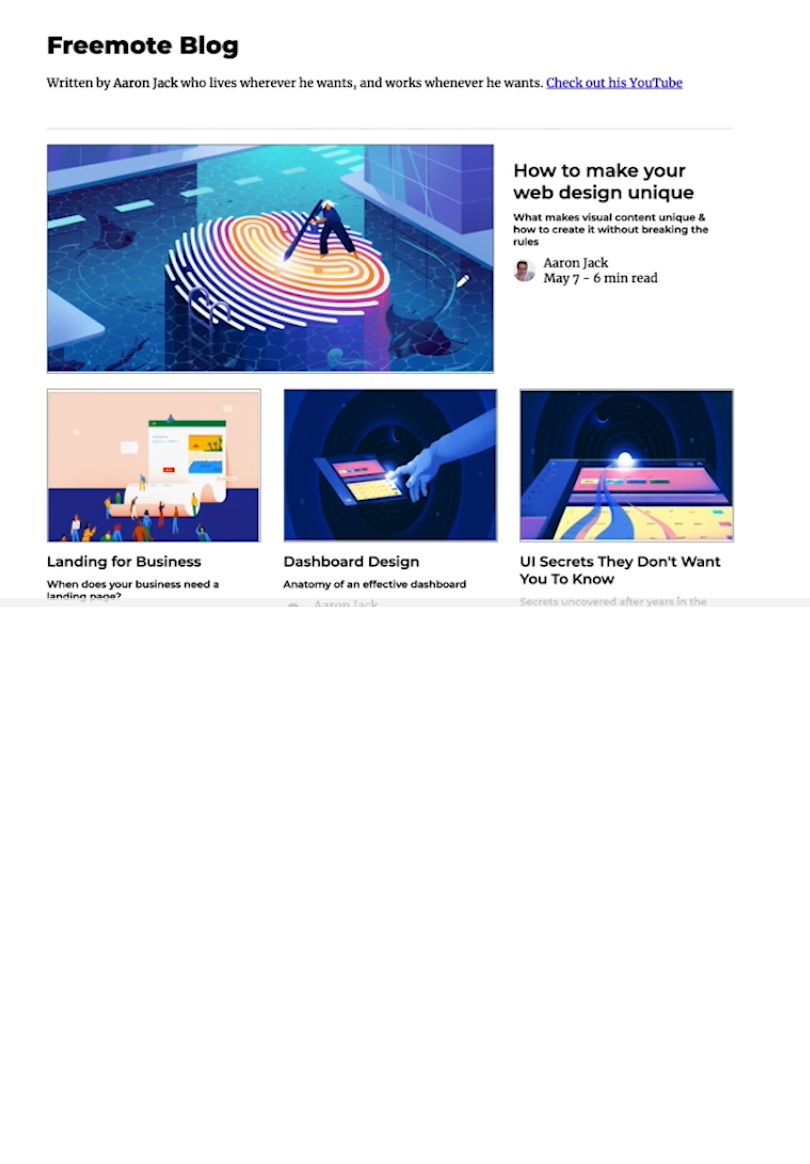 Freemote Blog
Written by Aaron Jack who lives wherever he wants, and works whenever he wants. Check out his YouTube
How to make your
web design unique
What makes visual content unique &
how to create it without breaking the
rules
Aaron Jack
May 7 - 6 min read
Landing for Business
When does your business need a
landing page?
Dashboard Design
Anatomy of an effective dashboard
Aaron Jack
UI Secrets They Don't Want
You To Know
Secrets uncovered after years in the